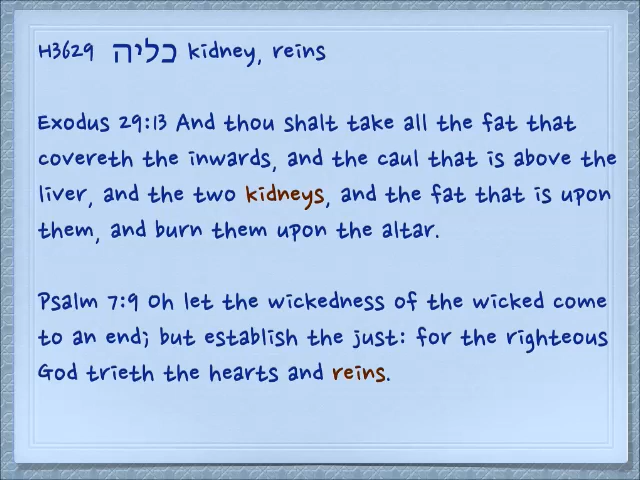 H3629 כליה kidney, reins
Exodus 29:13 And thou shalt take all the fat that
covereth the inwards, and the caul that is above the
liver, and the two kidneys, and the fat that is upon
them, and burn them upon the altar.
Psalm 7:9 Oh let the wickedness of the wicked come
to an end; but establish the just: for the righteous
God trieth the hearts and reins.